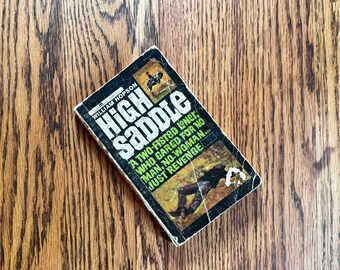 WILLIAM HOPSON
HIGH
SADDLE
A TWO-FISTED LONER
WHO CARED FOR NO
MAN, NO WOMAN...
JUST REVENGE